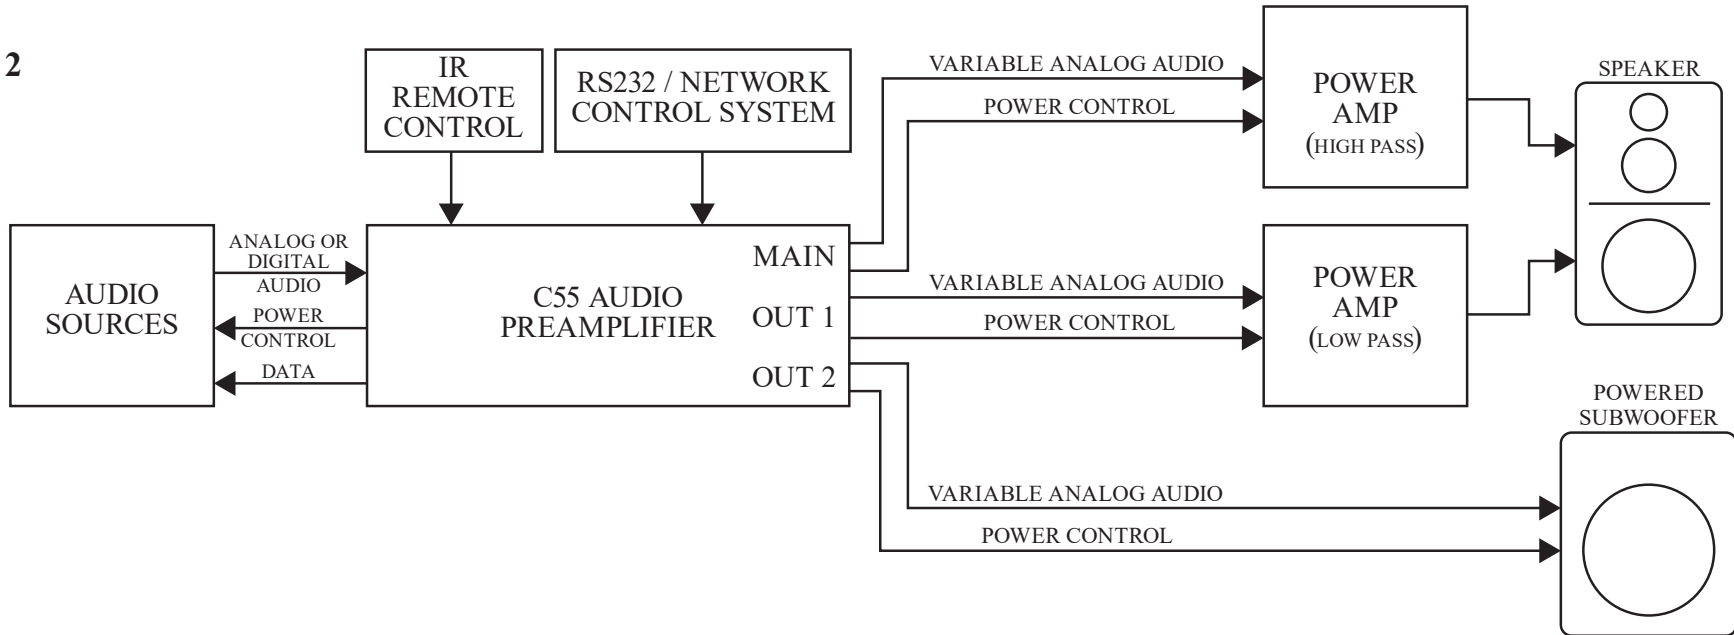 2
IR
REMOTE
CONTROL
RS232 / NETWORK
CONTROL SYSTEM
AUDIO
SOURCES
ANALOG OR
DIGITAL
AUDIO
POWER
CONTROL
DATA
C55 AUDIO
PREAMPLIFIER
MAIN
OUT 1
OUT 2
VARIABLE ANALOG AUDIO
POWER CONTROL
VARIABLE ANALOG AUDIO
POWER CONTROL
VARIABLE ANALOG AUDIO
POWER CONTROL
POWER
AMP
(HIGH PASS)
POWER
AMP
(LOW PASS)
SPEAKER
POWERED
SUBWOOFER